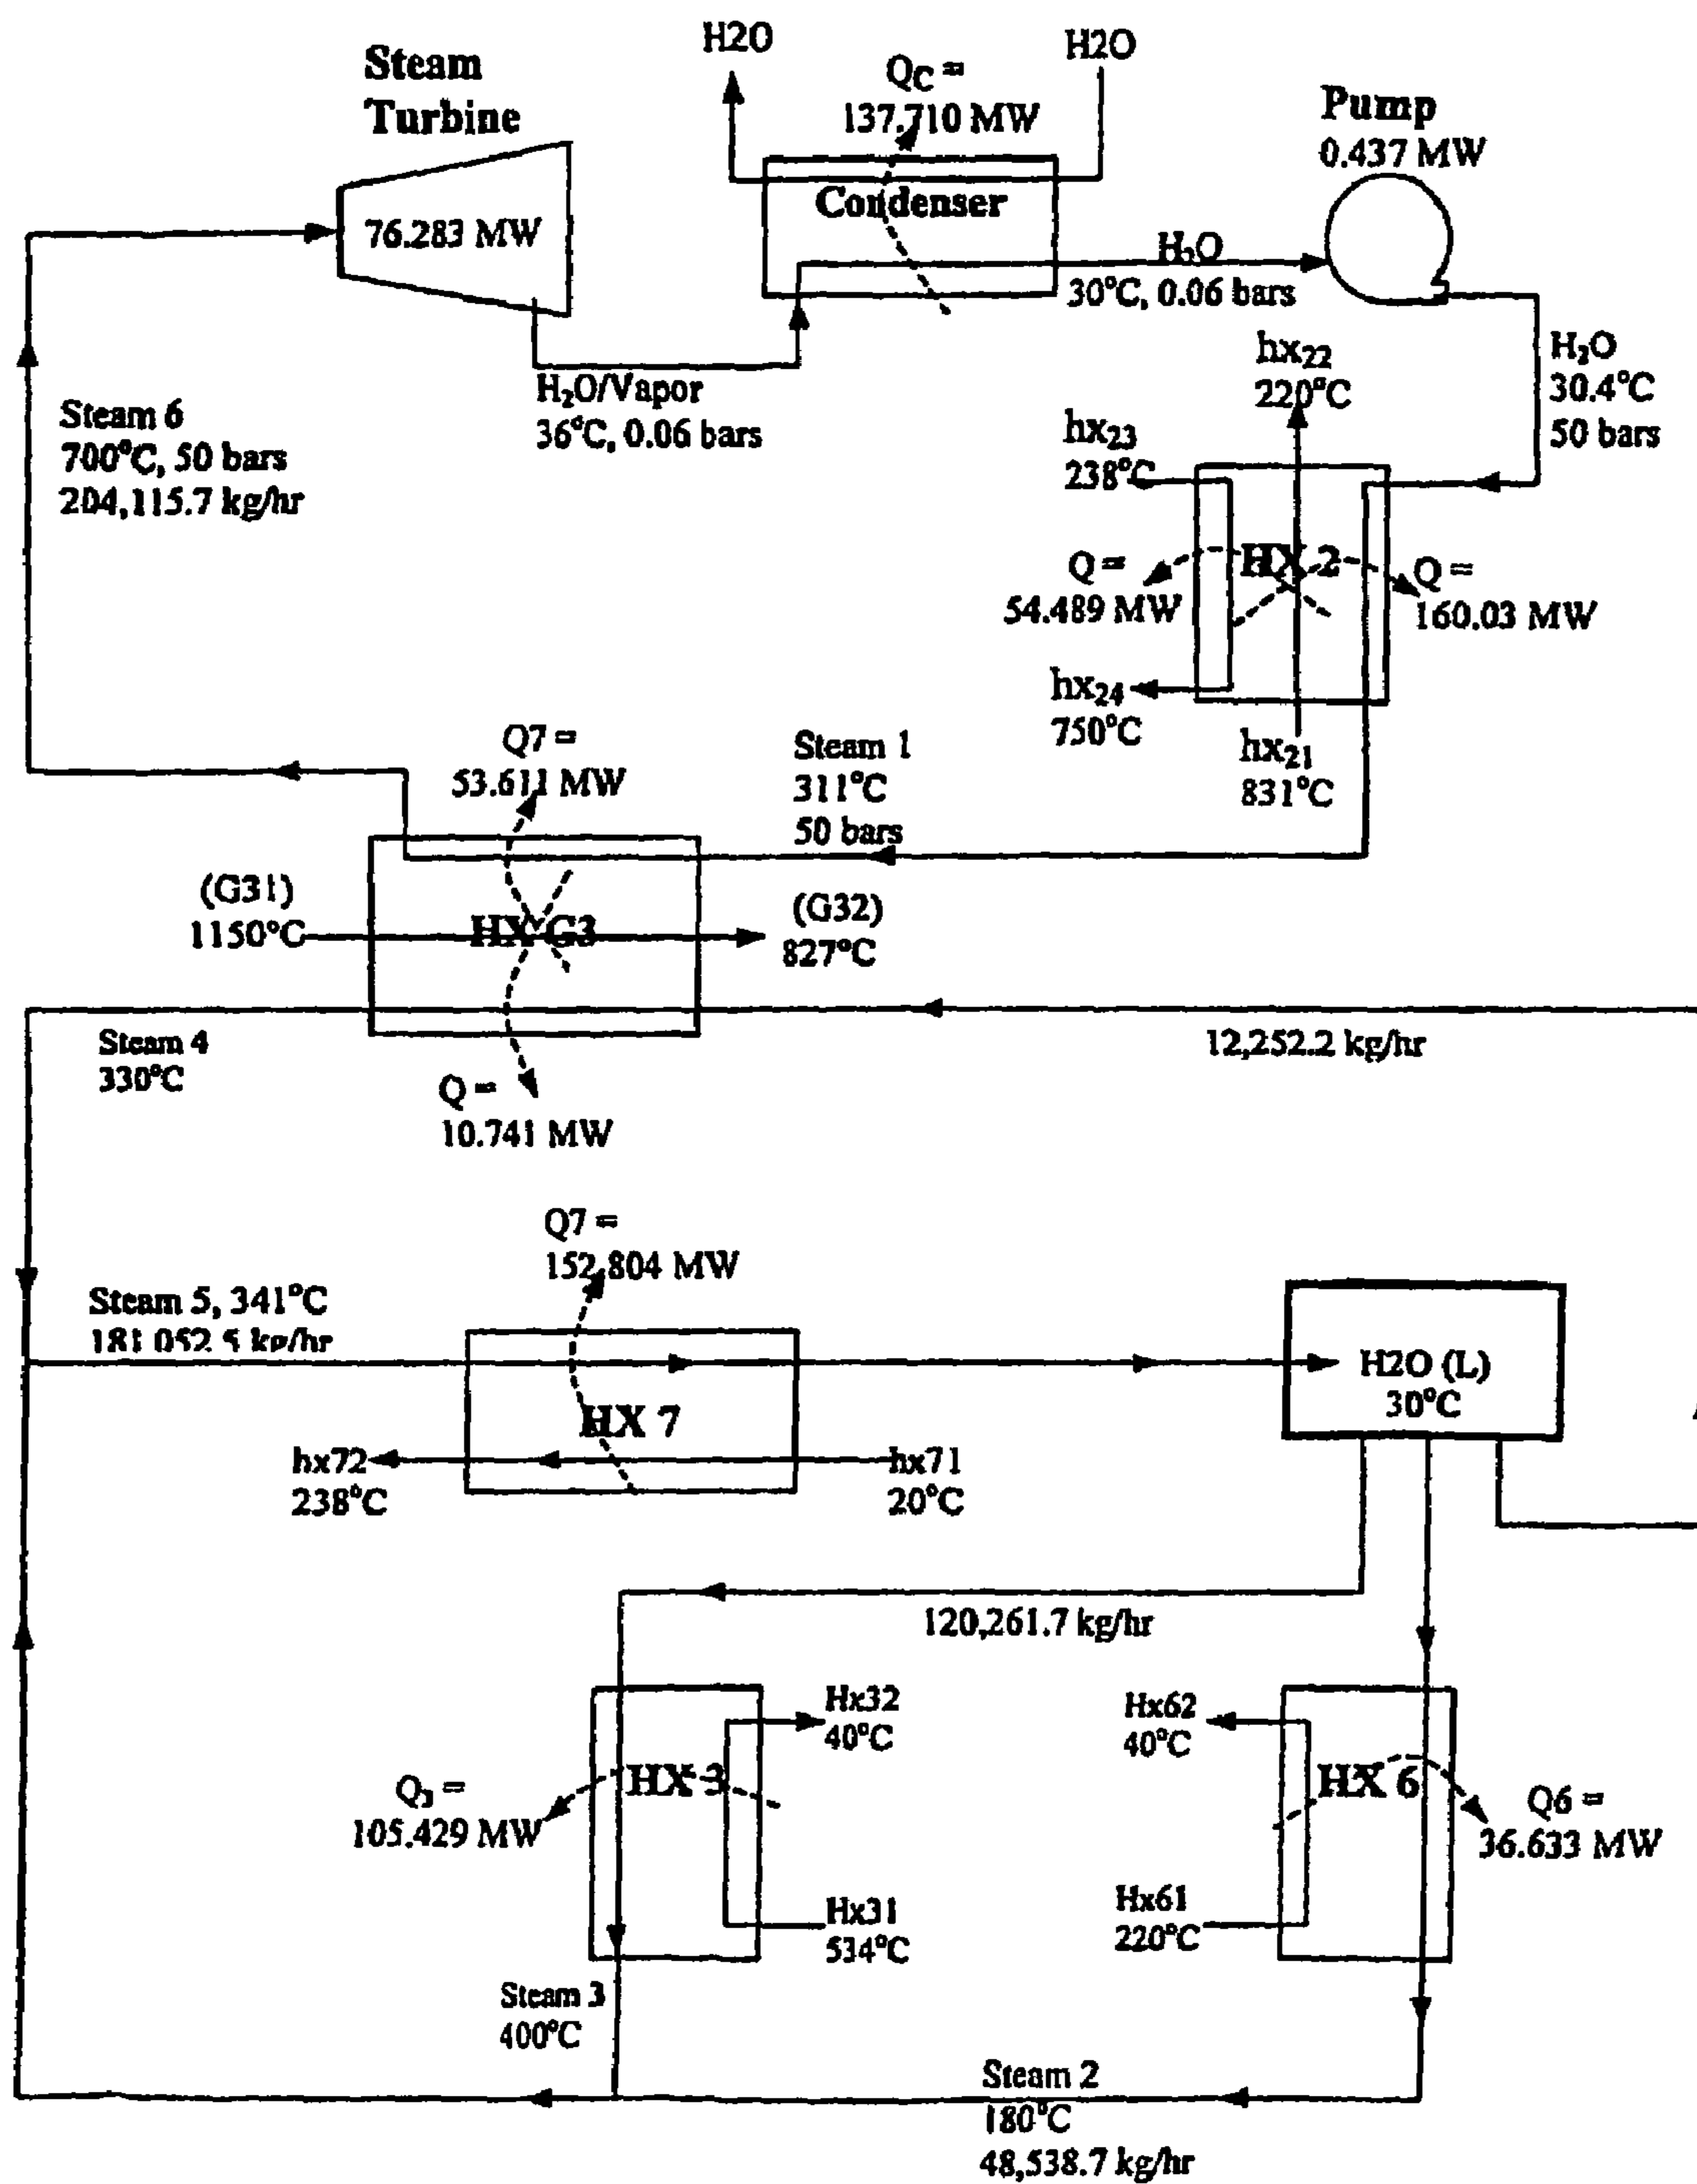 H2O
H2O
Steam
Turbine
QC =
137.710 MW
Pump
0.437 MW
Condenser
76.283 MW
H2O
30°C, 0.06 bars
H₂O/Vapor
36°C, 0.06 bars
hx₂₂
220°C
H₂O
30.4°C
50 bars
Steam 6
700°C, 50 bars
204,115.7 kg/hr
hx₂₃
238°C
HX 2
Q =
54.489 MW
Q =
160.03 MW
hx₂₄
750°C
hx₂₁
831°C
Q7 =
53.611 MW
Steam 1
311°C
50 bars
(G31)
1150°C
HX G3
(G32)
827°C
Steam 4
330°C
12,252.2 kg/hr
Q =
10.741 MW
Q7 =
152.804 MW
Steam 5, 341°C
181,052.5 kg/hr
H2O (L)
30°C
HX 7
hx72
238°C
hx71
20°C
120,261.7 kg/hr
Hx32
40°C
Hx62
40°C
HX 3
HX 6
Q₃ =
105.429 MW
Q6 =
36.633 MW
Hx31
534°C
Hx61
220°C
Steam 3
400°C
Steam 2
180°C
48,538.7 kg/hr